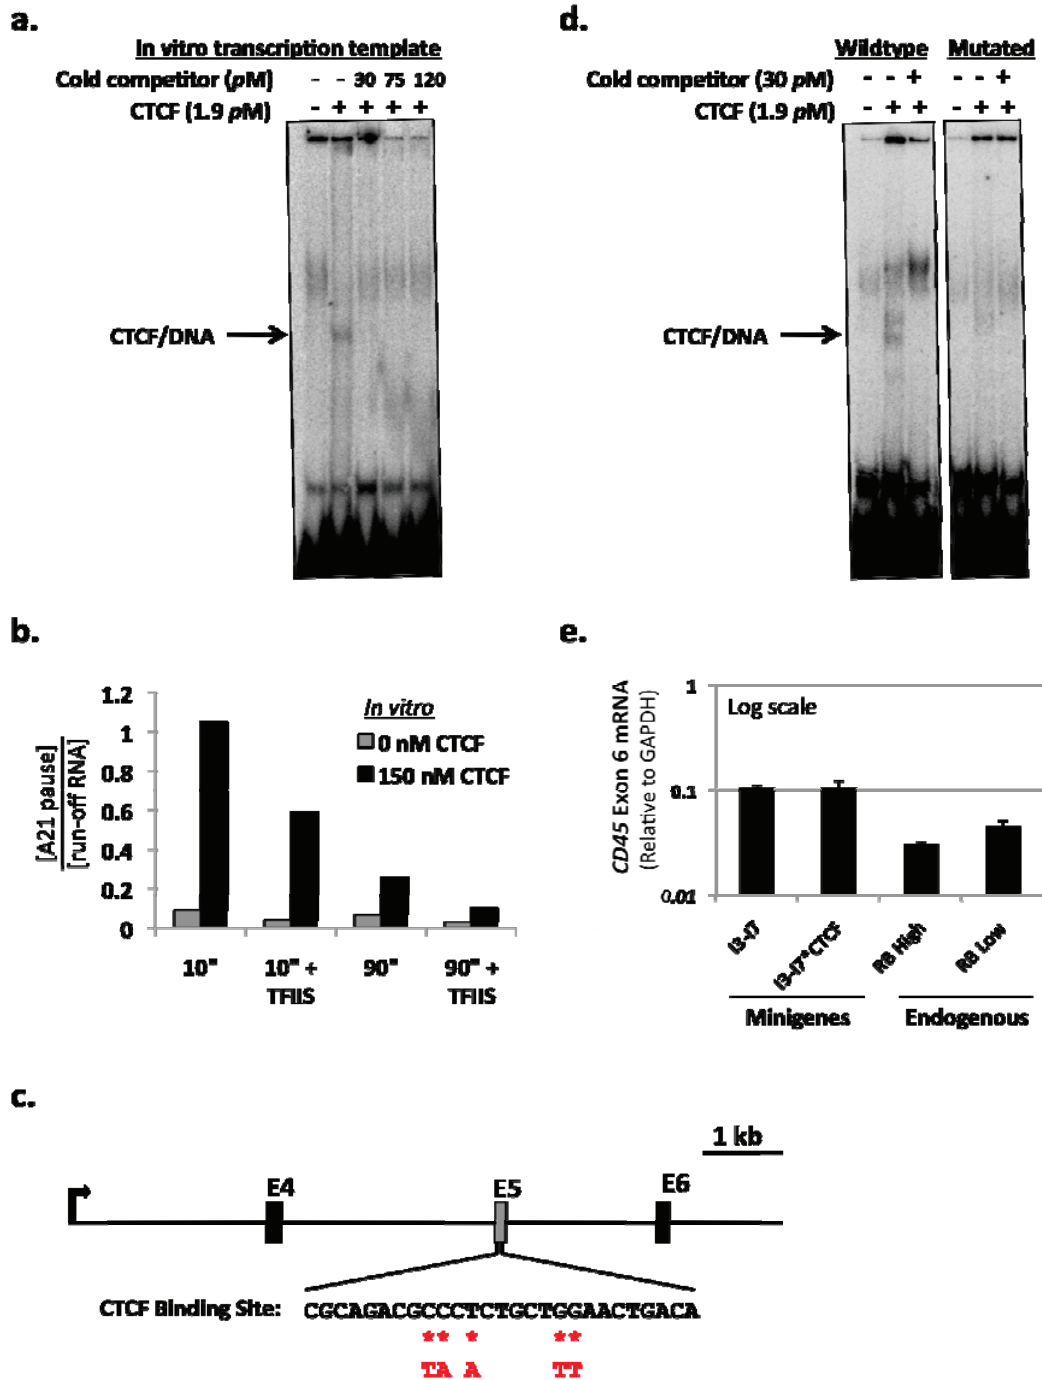 a.
In vitro transcription template
Cold competitor (pM) - - 30 75 120
CTCF (1.9 pM) - + + + +
CTCF/DNA
d.
Wildtype Mutated
Cold competitor (30 pM) - - + - - +
CTCF (1.9 pM) - + + - + +
CTCF/DNA
b.
[A21 pause]
[run-off RNA]
1.2
1
0.8
0.6
0.4
0.2
0
In vitro
0 nM CTCF
150 nM CTCF
10" 10" + TFIIS 90" 90" + TFIIS
e.
CD45 Exon 6 mRNA
(Relative to GAPDH)
1
0.1
0.01
Log scale
I3-I7 I3-I7*CTCF RB High RB Low
Minigenes Endogenous
c.
1 kb
E4 E5 E6
CTCF Binding Site: CGCAGACGCCCTCTGCTGGAACTGACA
** * **
TA A TT